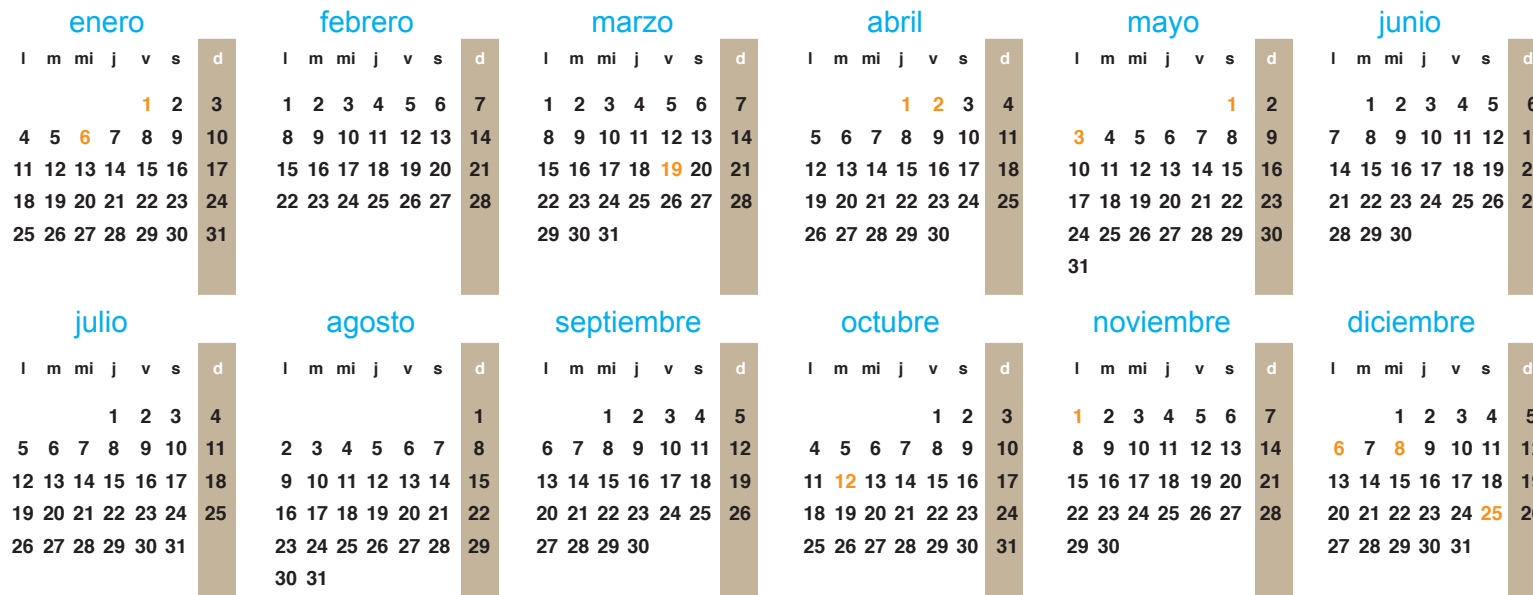 enero febrero marzo abril mayo junio
l m mi j v s d l m mi j v s d l m mi j v s d l m mi j v s d l m mi j v s d l m mi j v s d
1 2 3 1 2 3 4 5 6 7 1 2 3 4 5 6 7 1 2 3 4 1 2 1 2 3 4 5
4 5 6 7 8 9 10 8 9 10 11 12 13 14 8 9 10 11 12 13 14 5 6 7 8 9 10 11 3 4 5 6 7 8 9 7 8 9 10 11 12
11 12 13 14 15 16 17 15 16 17 18 19 20 21 15 16 17 18 19 20 21 12 13 14 15 16 17 18 10 11 12 13 14 15 16 14 15 16 17 18 19
18 19 20 21 22 23 24 22 23 24 25 26 27 28 22 23 24 25 26 27 28 19 20 21 22 23 24 25 17 18 19 20 21 22 23 21 22 23 24 25 26
25 26 27 28 29 30 31 29 30 31 26 27 28 29 30 24 25 26 27 28 29 30 28 29 30
31
julio agosto septiembre octubre noviembre diciembre
l m mi j v s d l m mi j v s d l m mi j v s d l m mi j v s d l m mi j v s d l m mi j v s d
1 2 3 4 1 1 2 3 4 5 1 2 3 1 2 3 4 5 6 7 1 2 3 4
5 6 7 8 9 10 11 2 3 4 5 6 7 8 6 7 8 9 10 11 12 4 5 6 7 8 9 10 8 9 10 11 12 13 14 6 7 8 9 10 11
12 13 14 15 16 17 18 9 10 11 12 13 14 15 13 14 15 16 17 18 19 11 12 13 14 15 16 17 15 16 17 18 19 20 21 13 14 15 16 17 18
19 20 21 22 23 24 25 16 17 18 19 20 21 22 20 21 22 23 24 25 26 18 19 20 21 22 23 24 22 23 24 25 26 27 28 20 21 22 23 24 25
26 27 28 29 30 31 23 24 25 26 27 28 29 27 28 29 30 25 26 27 28 29 30 31 29 30 27 28 29 30 31
30 31